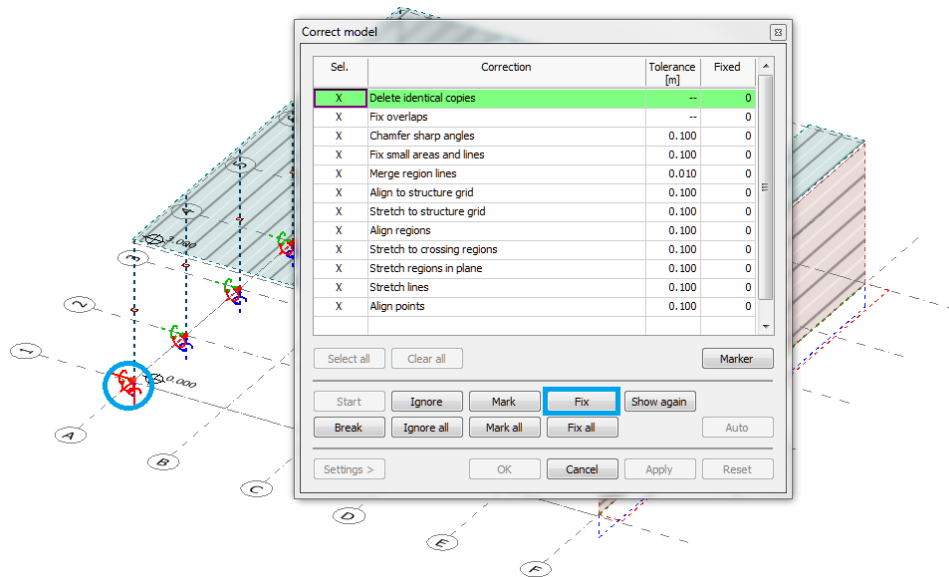 Correct model
Sel. Correction Tolerance [m] Fixed
X Delete identical copies -- 0
X Fix overlaps -- 0
X Chamfer sharp angles 0.100 0
X Fix small areas and lines 0.100 0
X Merge region lines 0.010 0
X Align to structure grid 0.100 0
X Stretch to structure grid 0.100 0
X Align regions 0.100 0
X Stretch to crossing regions 0.100 0
X Stretch regions in plane 0.100 0
X Stretch lines 0.100 0
X Align points 0.100 0
Select all Clear all Marker
Start Ignore Mark Fix Show again
Break Ignore all Mark all Fix all Auto
Settings > OK Cancel Apply Reset
5
4
3.000
3
2
1
0.000
A
B
C
D
E
F